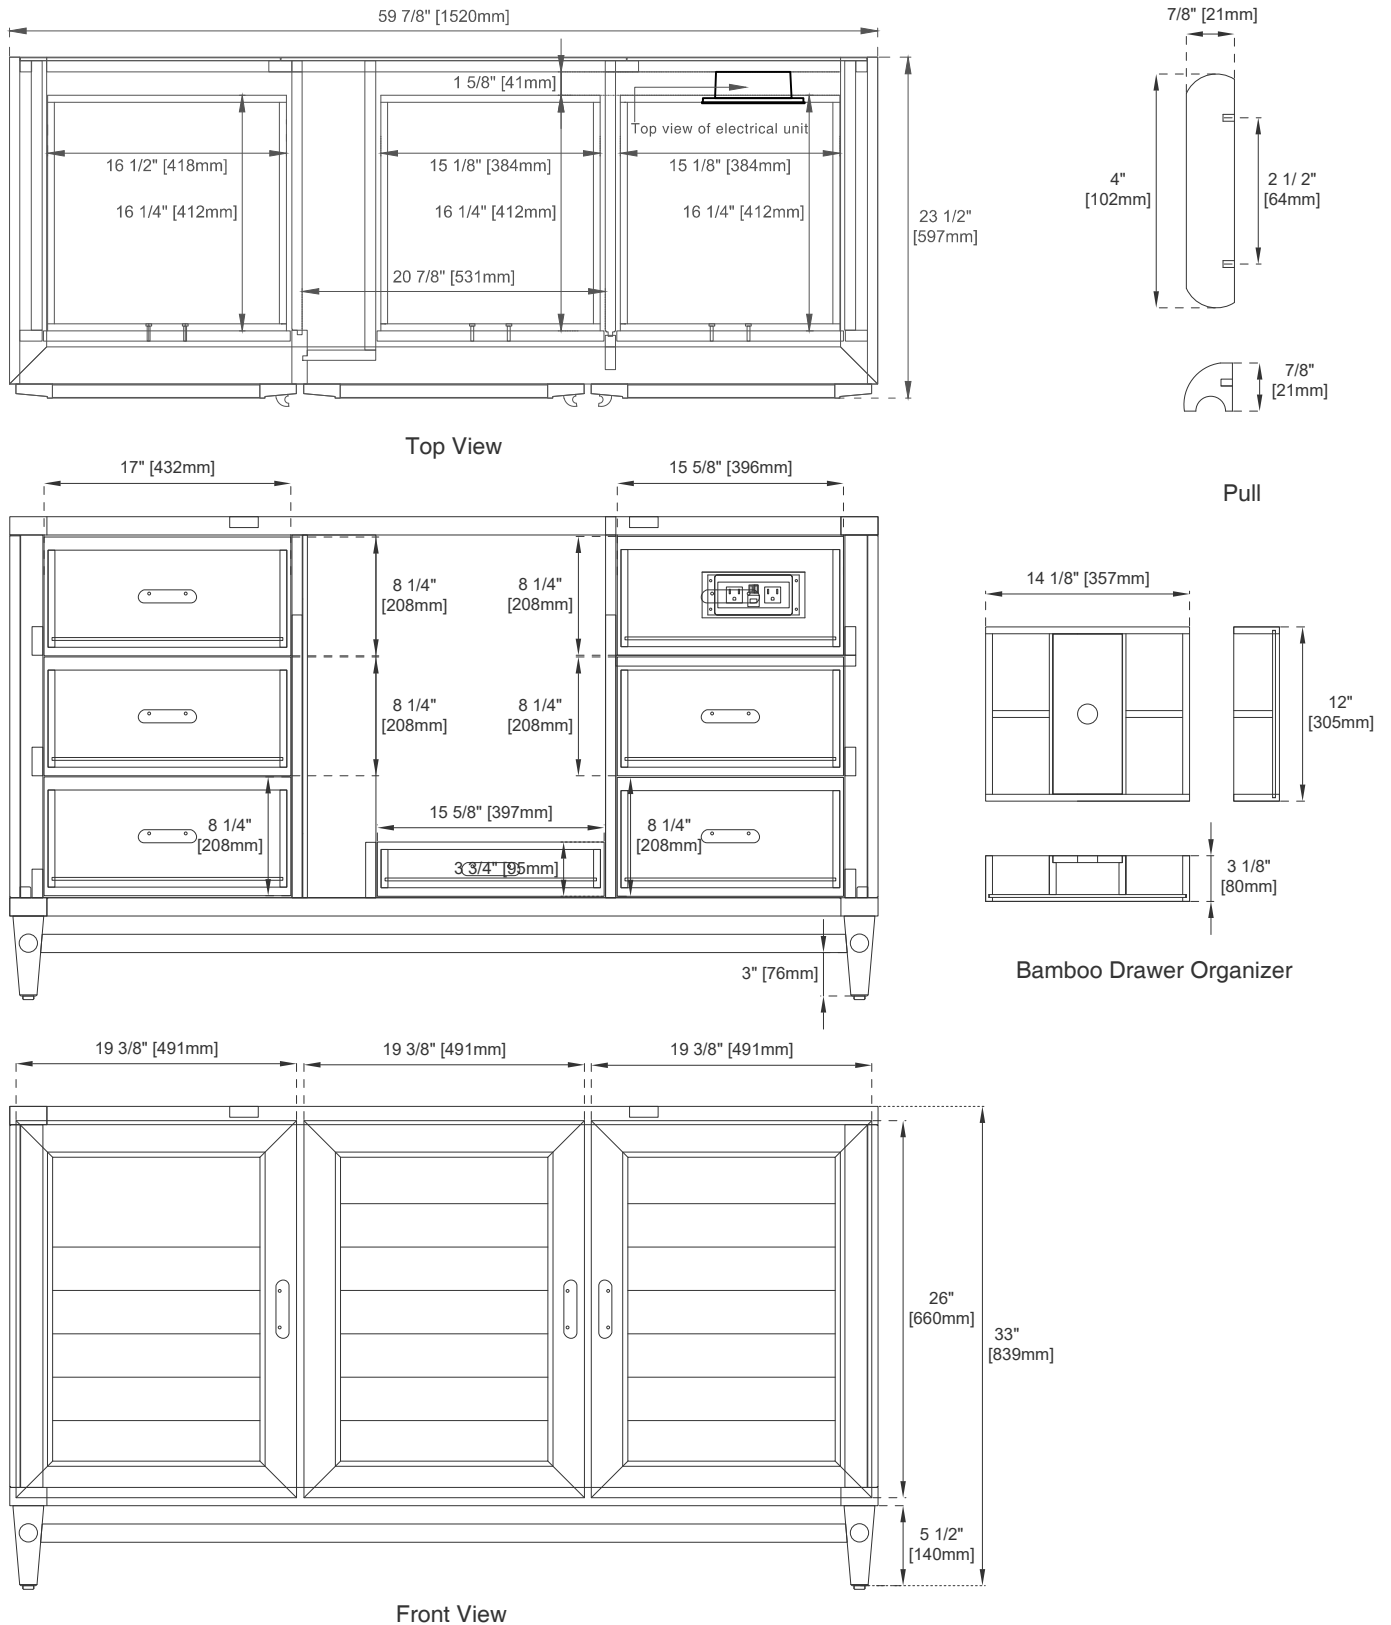 59 7/8" [1520mm]
7/8" [21mm]
1 5/8" [41mm]
Top view of electrical unit
16 1/2" [418mm]
15 1/8" [384mm]
15 1/8" [384mm]
16 1/4" [412mm]
16 1/4" [412mm]
16 1/4" [412mm]
20 7/8" [531mm]
23 1/2"
[597mm]
4"
[102mm]
2 1/ 2"
[64mm]
7/8"
[21mm]
Top View
Pull
17" [432mm]
15 5/8" [396mm]
8 1/4"
[208mm]
8 1/4"
[208mm]
8 1/4"
[208mm]
8 1/4"
[208mm]
15 5/8" [397mm]
8 1/4"
[208mm]
8 1/4"
[208mm]
3 3/4" [95mm]
3" [76mm]
14 1/8" [357mm]
12"
[305mm]
3 1/8"
[80mm]
Bamboo Drawer Organizer
19 3/8" [491mm]
19 3/8" [491mm]
19 3/8" [491mm]
26"
[660mm]
33"
[839mm]
5 1/2"
[140mm]
Front View